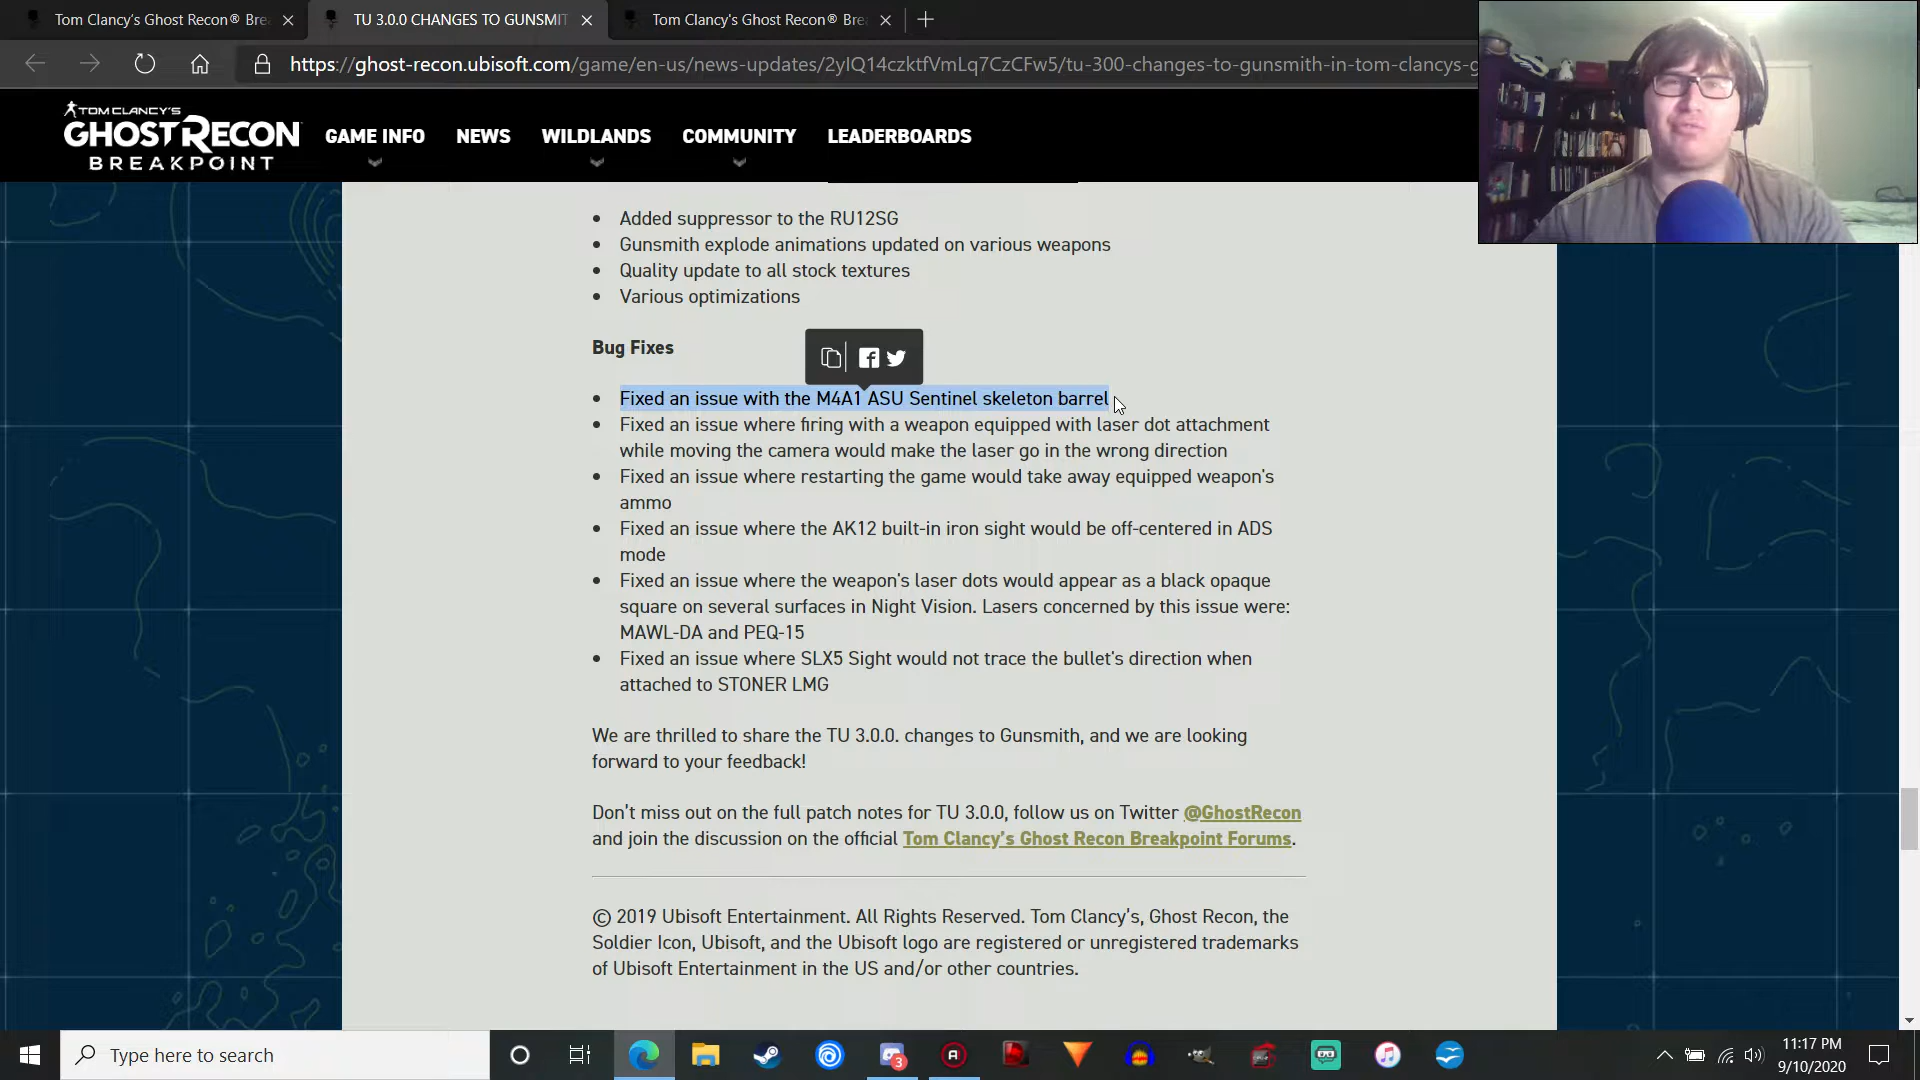 Tom Clancy's Ghost Recon® Bre
TU 3.0.0 CHANGES TO GUNSMIT
Tom Clancy's Ghost Recon® Bre
https://ghost-recon.ubisoft.com/game/en-us/news-updates/2yIQ14czktfVmLq7CzCFw5/tu-300-changes-to-gunsmith-in-tom-clancys-g
TOM CLANCY'S
GHOST RECON
BREAKPOINT
GAME INFO
NEWS
WILDLANDS
COMMUNITY
LEADERBOARDS
• Added suppressor to the RU12SG
• Gunsmith explode animations updated on various weapons
• Quality update to all stock textures
• Various optimizations
Bug Fixes
• Fixed an issue with the M4A1 ASU Sentinel skeleton barrel
• Fixed an issue where firing with a weapon equipped with laser dot attachment
while moving the camera would make the laser go in the wrong direction
• Fixed an issue where restarting the game would take away equipped weapon's
ammo
• Fixed an issue where the AK12 built-in iron sight would be off-centered in ADS
mode
• Fixed an issue where the weapon's laser dots would appear as a black opaque
square on several surfaces in Night Vision. Lasers concerned by this issue were:
MAWL-DA and PEQ-15
• Fixed an issue where SLX5 Sight would not trace the bullet's direction when
attached to STONER LMG
We are thrilled to share the TU 3.0.0. changes to Gunsmith, and we are looking
forward to your feedback!
Don't miss out on the full patch notes for TU 3.0.0, follow us on Twitter @GhostRecon
and join the discussion on the official Tom Clancy's Ghost Recon Breakpoint Forums.
© 2019 Ubisoft Entertainment. All Rights Reserved. Tom Clancy's, Ghost Recon, the
Soldier Icon, Ubisoft, and the Ubisoft logo are registered or unregistered trademarks
of Ubisoft Entertainment in the US and/or other countries.
Type here to search
3
11:17 PM
9/10/2020